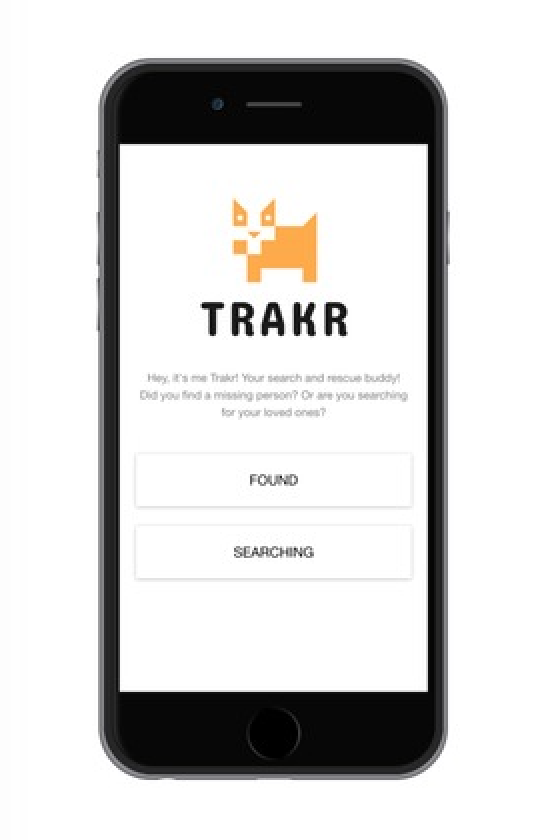 TRAKR
Hey, it's me Trakr! Your search and rescue buddy!
Did you find a missing person? Or are you searching
for your loved ones?
FOUND
SEARCHING